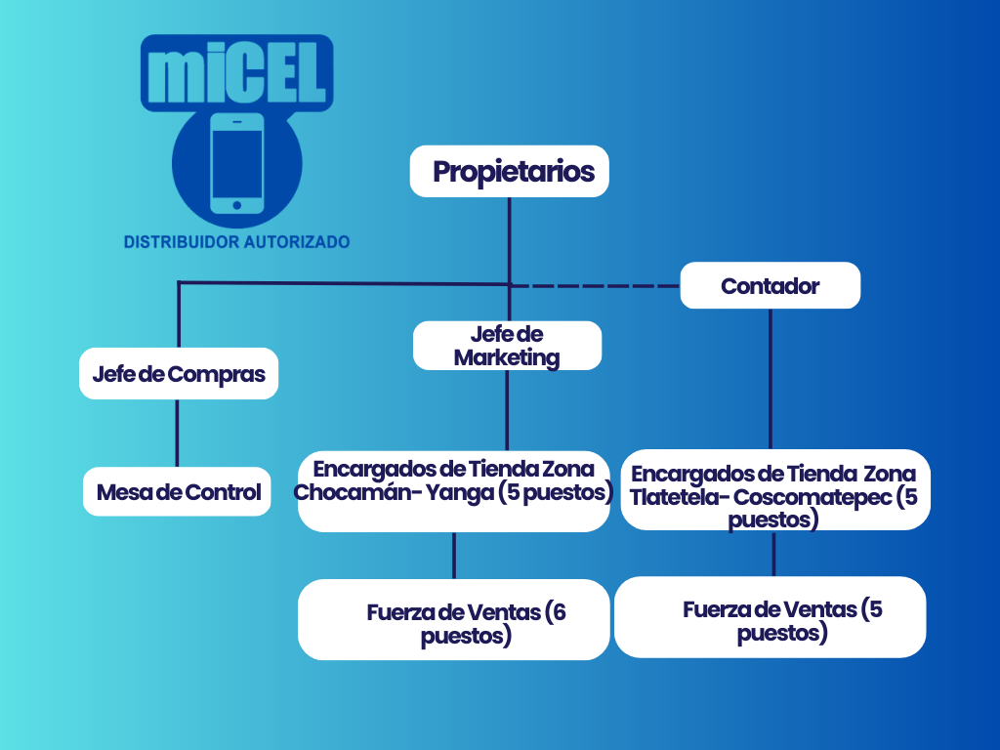 miCEL
DISTRIBUIDOR AUTORIZADO
Propietarios
Contador
Jefe de
Marketing
Jefe de Compras
Mesa de Control
Encargados de Tienda Zona
Chocamán- Yanga (5 puestos)
Encargados de Tienda  Zona
Tlatetela- Coscomatepec (5
puestos)
Fuerza de Ventas (6
puestos)
Fuerza de Ventas (5
puestos)